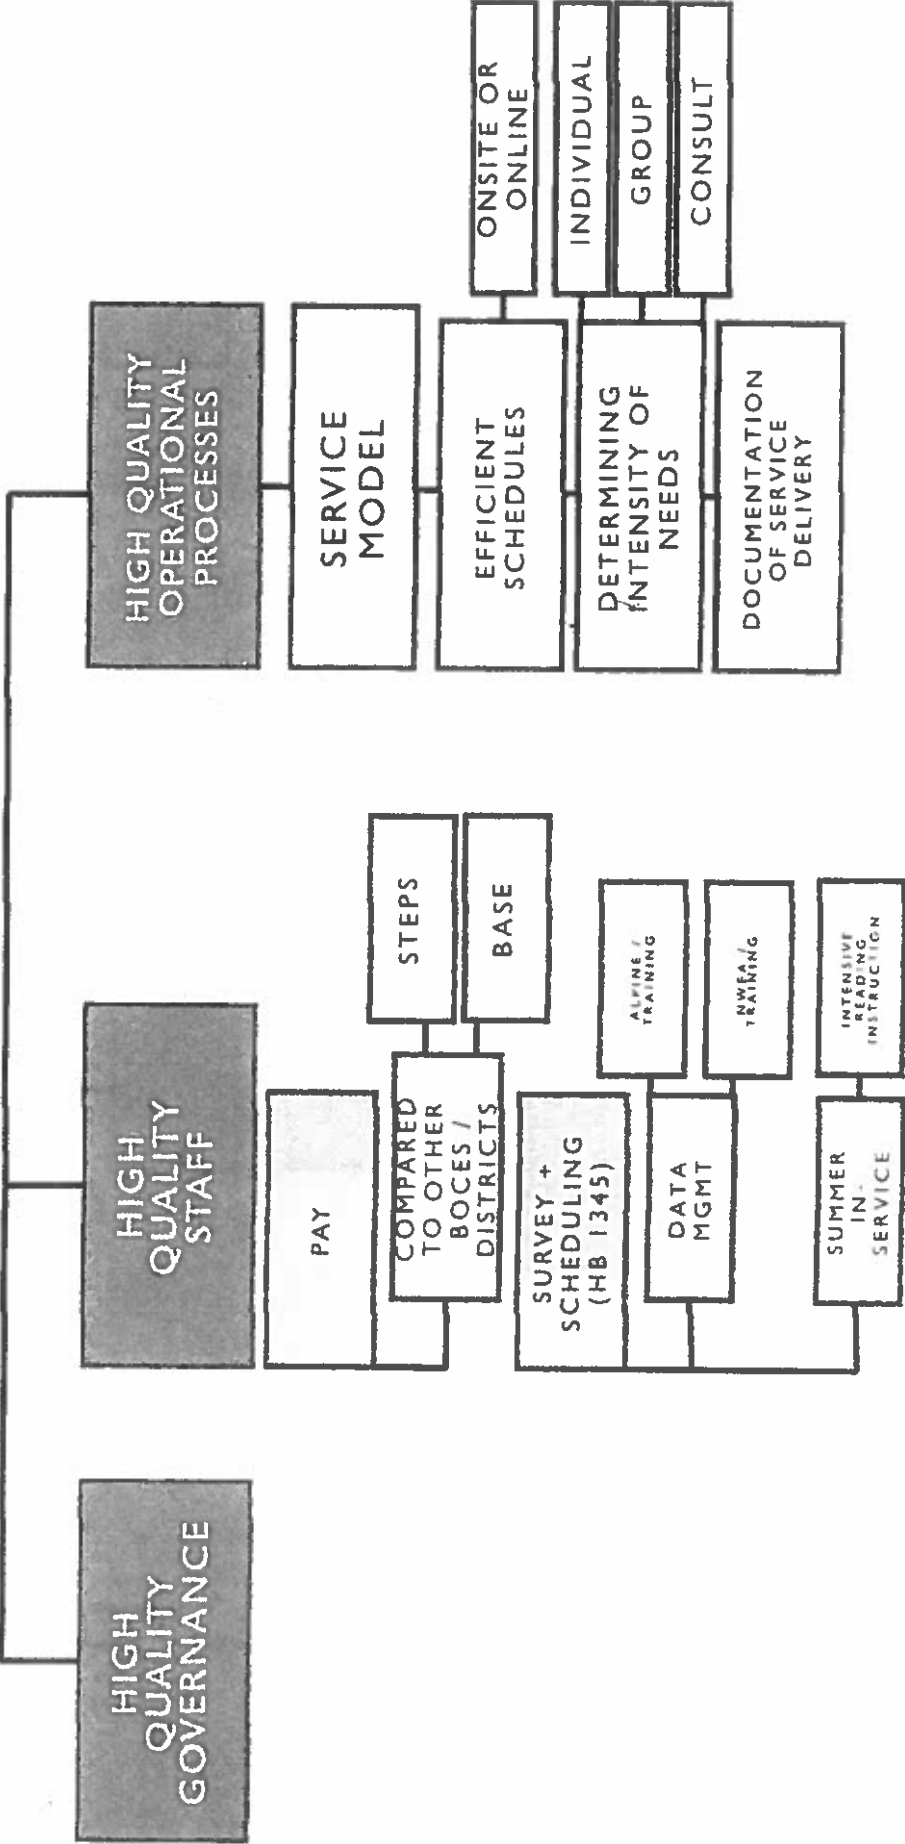 HIGH
QUALITY
GOVERNANCE
HIGH
QUALITY
STAFF
PAY
COMPARED
TO OTHER
BOCES /
DISTRICTS
STEPS
BASE
SURVEY +
SCHEDULING
(HB 1345)
DATA
MGMT
ALPINE /
TRAINING
NWEA /
TRAINING
SUMMER
IN-
SERVICE
INTENSIVE
READING
INSTRUCTION
HIGH QUALITY
OPERATIONAL
PROCESSES
SERVICE
MODEL
EFFICIENT
SCHEDULES
ONSITE OR
ONLINE
DETERMINING
INTENSITY OF
NEEDS
INDIVIDUAL
GROUP
CONSULT
DOCUMENTATION
OF SERVICE
DELIVERY